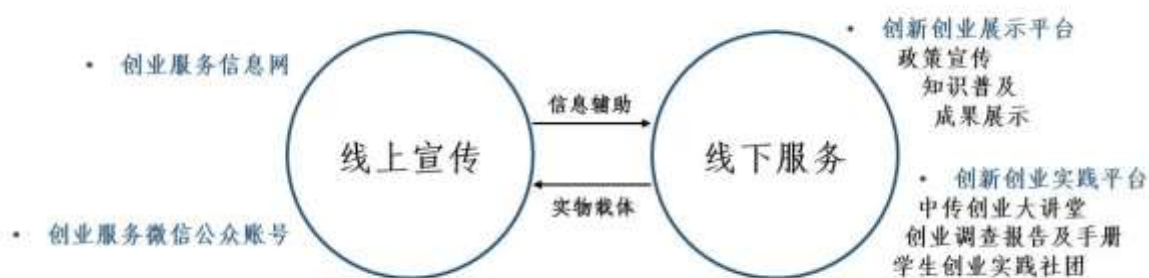 • 创业服务信息网
• 创业服务微信公众账号
线上宣传
信息辅助
实物载体
线下服务
• 创新创业展示平台
政策宣传
知识普及
成果展示
• 创新创业实践平台
中传创业大讲堂
创业调查报告及手册
学生创业实践社团